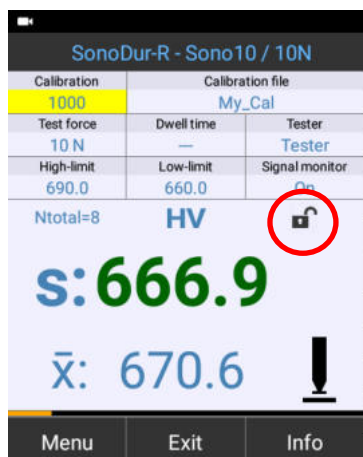 SonoDur-R - Sono10 / 10N
Calibration Calibration file
1000 My_Cal
Test force Dwell time Tester
10 N --- Tester
High-limit Low-limit Signal monitor
690.0 660.0 On
Ntotal=8 HV
s:666.9
x̄: 670.6
Menu Exit Info